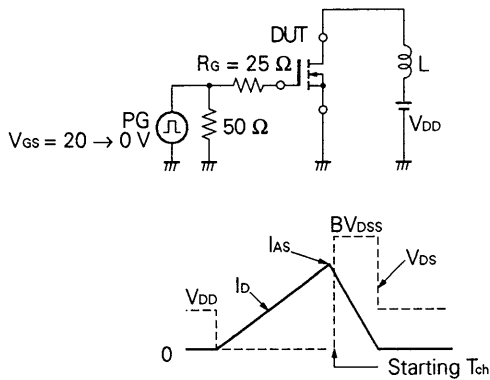 DUT
RG = 25 Ω
L
PG
50 Ω
VDD
VGS = 20 → 0 V
BVDSS
IAS
VDS
ID
VDD
0
Starting Tch